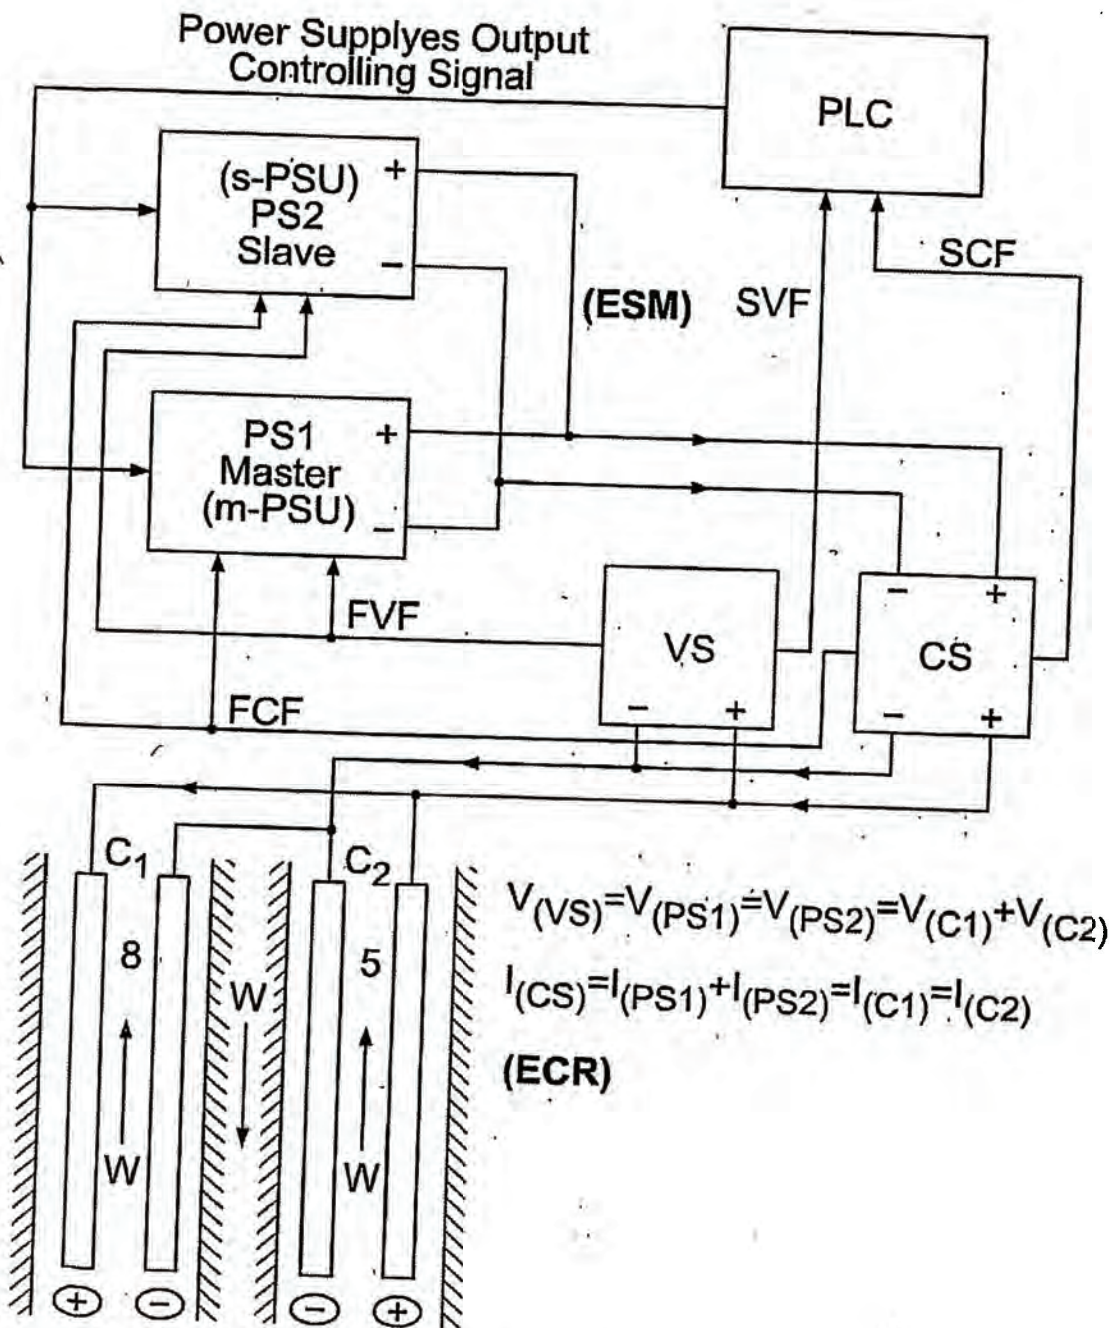 Power Supplyes Output
Controlling Signal
PLC
(s-PSU)
PS2
Slave
+
−
(ESM)
SVF
SCF
PS1
Master
(m-PSU)
+
−
FVF
FCF
VS
− +
− +
CS
− +
C1
C2
8
5
W
W
W
+ − − +
V(VS)=V(PS1)=V(PS2)=V(C1)+V(C2)
I(CS)=I(PS1)+I(PS2)=I(C1)=I(C2)
(ECR)